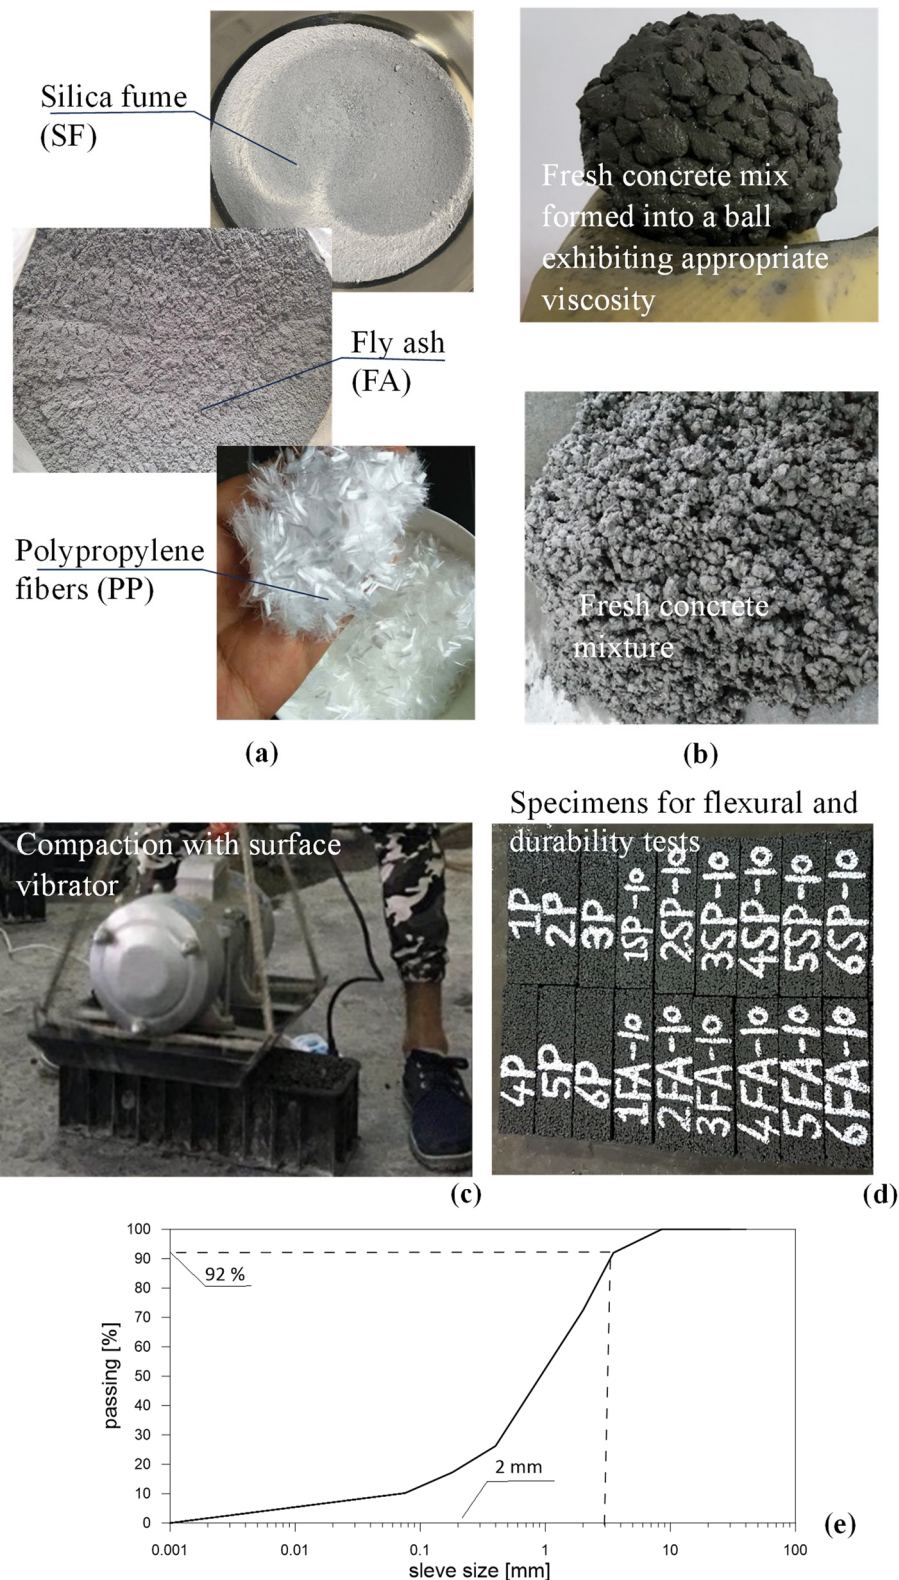 Silica fume
(SF)
Fly ash
(FA)
Polypropylene
fibers (PP)
(a)
Fresh concrete mix
formed into a ball
exhibiting appropriate
viscosity
Fresh concrete
mixture
(b)
Compaction with surface
vibrator
(c)
Specimens for flexural and
durability tests
1P 2P 3P 1SP-10 2SP-10 3SP-10 4SP-10 5SP-10 6SP-10
4P 5P 6P 1FA-10 2FA-10 3FA-10 4FA-10 5FA-10 6FA-10
(d)
100
90
80
70
60
50
40
30
20
10
0
passing [%]
92 %
2 mm
0.001 0.01 0.1 1 10 100
sleve size [mm]
(e)